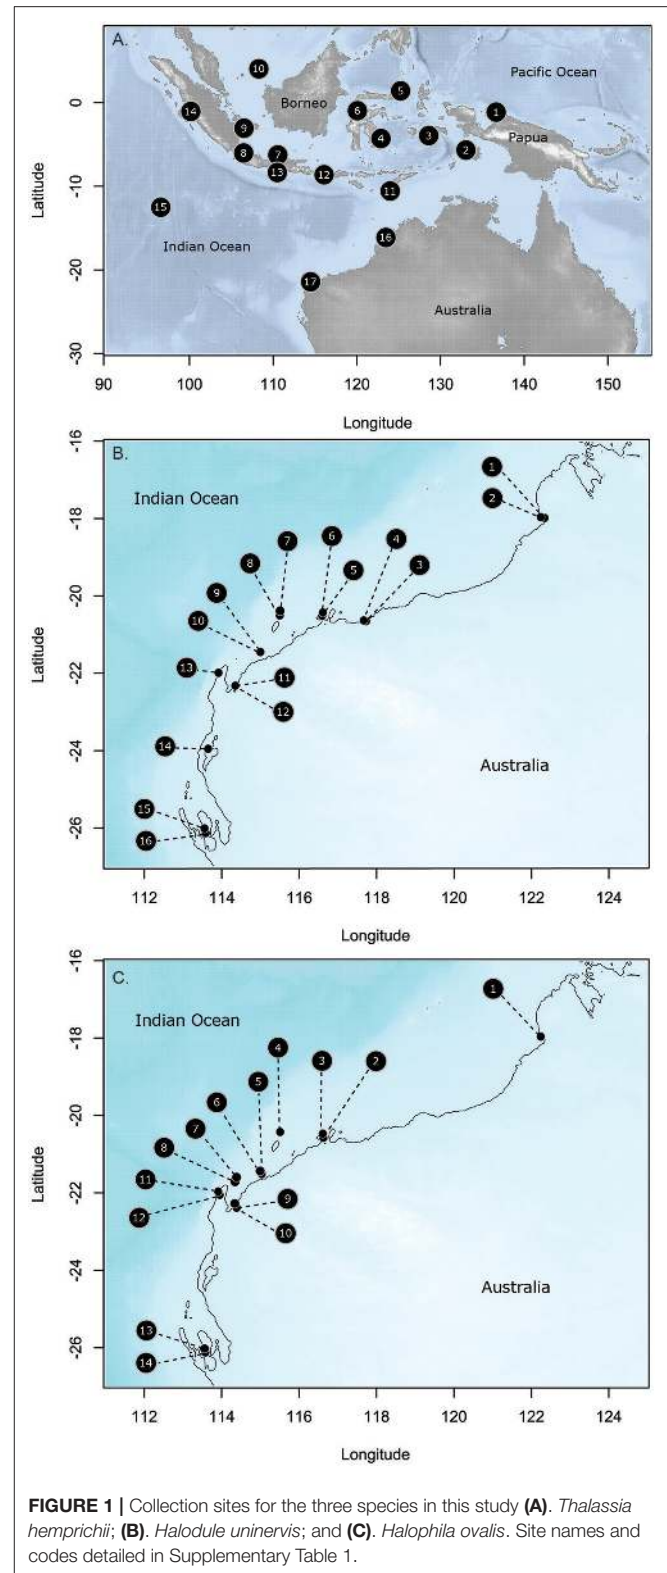 A.
Pacific Ocean
Borneo
Papua
Indian Ocean
Australia
10
5
14
6
1
9
4
3
2
8
7
13
12
11
15
16
17
Latitude
0
-10
-20
-30
90 100 110 120 130 140 150
Longitude
B.
Indian Ocean
Australia
1
2
6
7
4
8
5
3
9
10
13
11
12
14
15
16
Latitude
-16
-18
-20
-22
-24
-26
112 114 116 118 120 122 124
Longitude
C.
Indian Ocean
Australia
1
4
3
2
5
6
7
8
11
9
12
10
13
14
Latitude
-16
-18
-20
-22
-24
-26
112 114 116 118 120 122 124
Longitude
FIGURE 1 | Collection sites for the three species in this study (A). Thalassia
hemprichii; (B). Halodule uninervis; and (C). Halophila ovalis. Site names and
codes detailed in Supplementary Table 1.